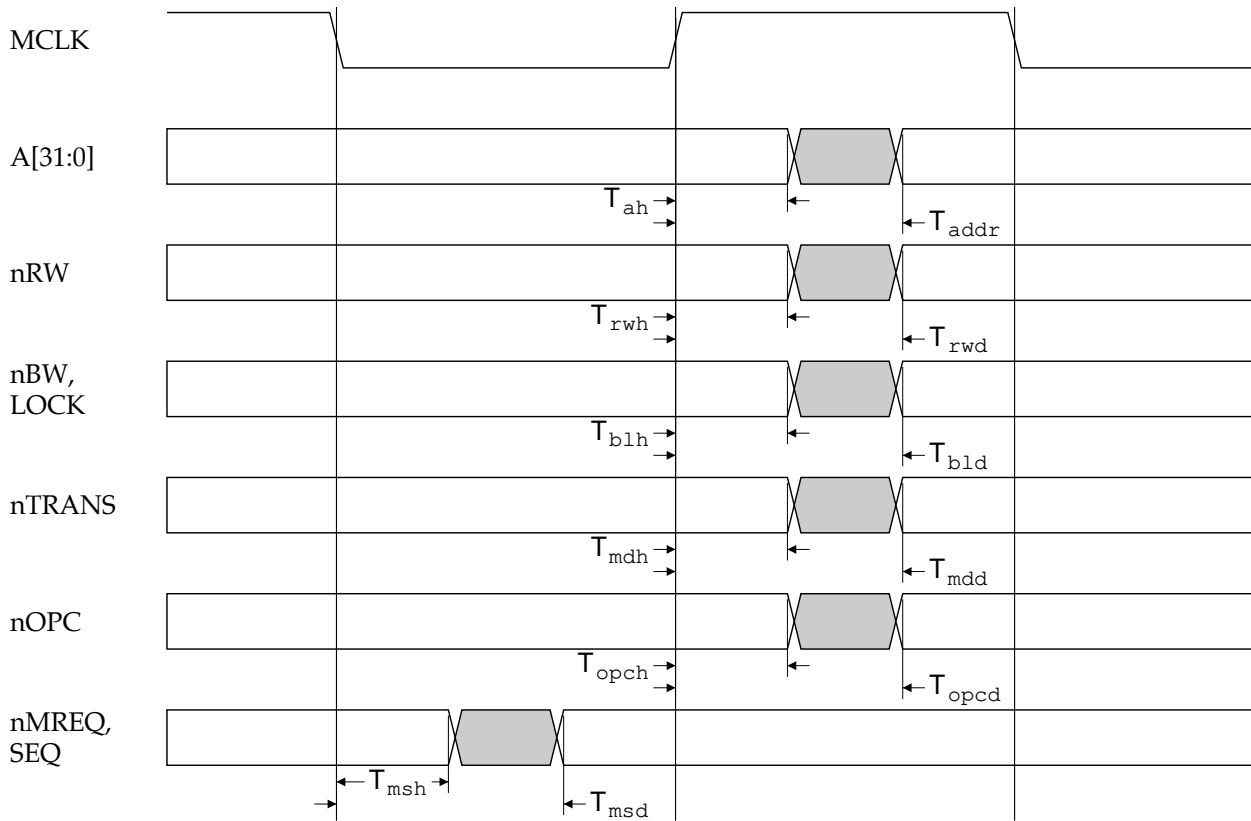 MCLK
A[31:0]
Tah
Taddr
nRW
Trwh
Trwd
nBW,
LOCK
Tblh
Tbld
nTRANS
Tmdh
Tmdd
nOPC
Topch
Topcd
nMREQ,
SEQ
Tmsh
Tmsd